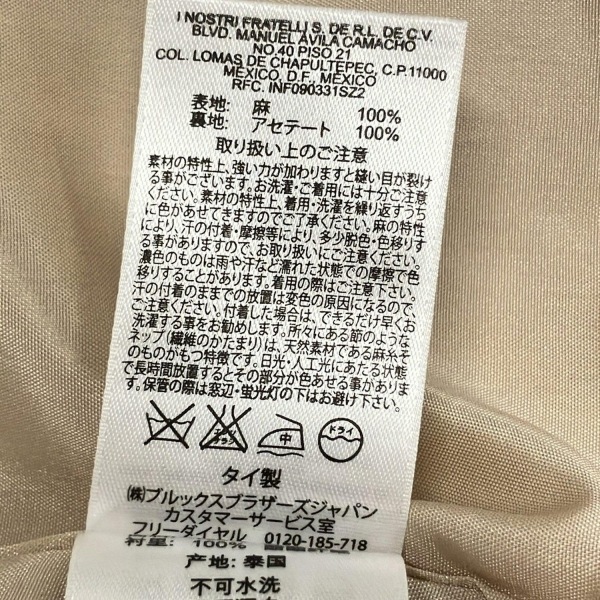 I NOSTRI FRATELLI S. DE R.L. DE C.V.
BLVD. MANUEL AVILA CAMACHO
NO.40 PISO 21
COL. LOMAS DE CHAPULTEPEC, C.P.11000
MEXICO, D.F., MEXICO
RFC. INF090331SZ2
表地: 麻 100%
裏地: アセテート 100%
取り扱い上のご注意
素材の特性上、強い力が加わりますと縫い目が裂け
る事がございます。お洗濯・ご着用には十分ご注意
ください。素材の特性上、着用・洗濯を繰り返すうち
に色があせてきますのでご了承ください。麻の特性
により、汗の付着・摩擦等により、多少脱色・色移りす
る事がありますので、お取り扱いにご注意ください。
濃色のものは雨や汗など濡れた状態での摩擦で色
移りすることがあります。着用の際はご注意下さい。
汗の付着のままでの放置は変色の原因になるので、
ご注意ください。付着した場合は、できるだけ早くお
洗濯する事をお勧めします。所々にある節のような
ネップ(繊維のかたまり)は、天然素材である麻糸そ
のものがもつ特徴です。日光・人工光にあたる状態
で長時間放置するとその部分が色あせる事がありま
す。保管の際は窓辺・蛍光灯の下はお避け下さい。
エンソ
サラシ
中
ドライ
タイ製
㈱ブルックスブラザーズジャパン
カスタマーサービス室
フリーダイヤル 0120-185-718
衬里: 100%
产地: 泰国
不可水洗